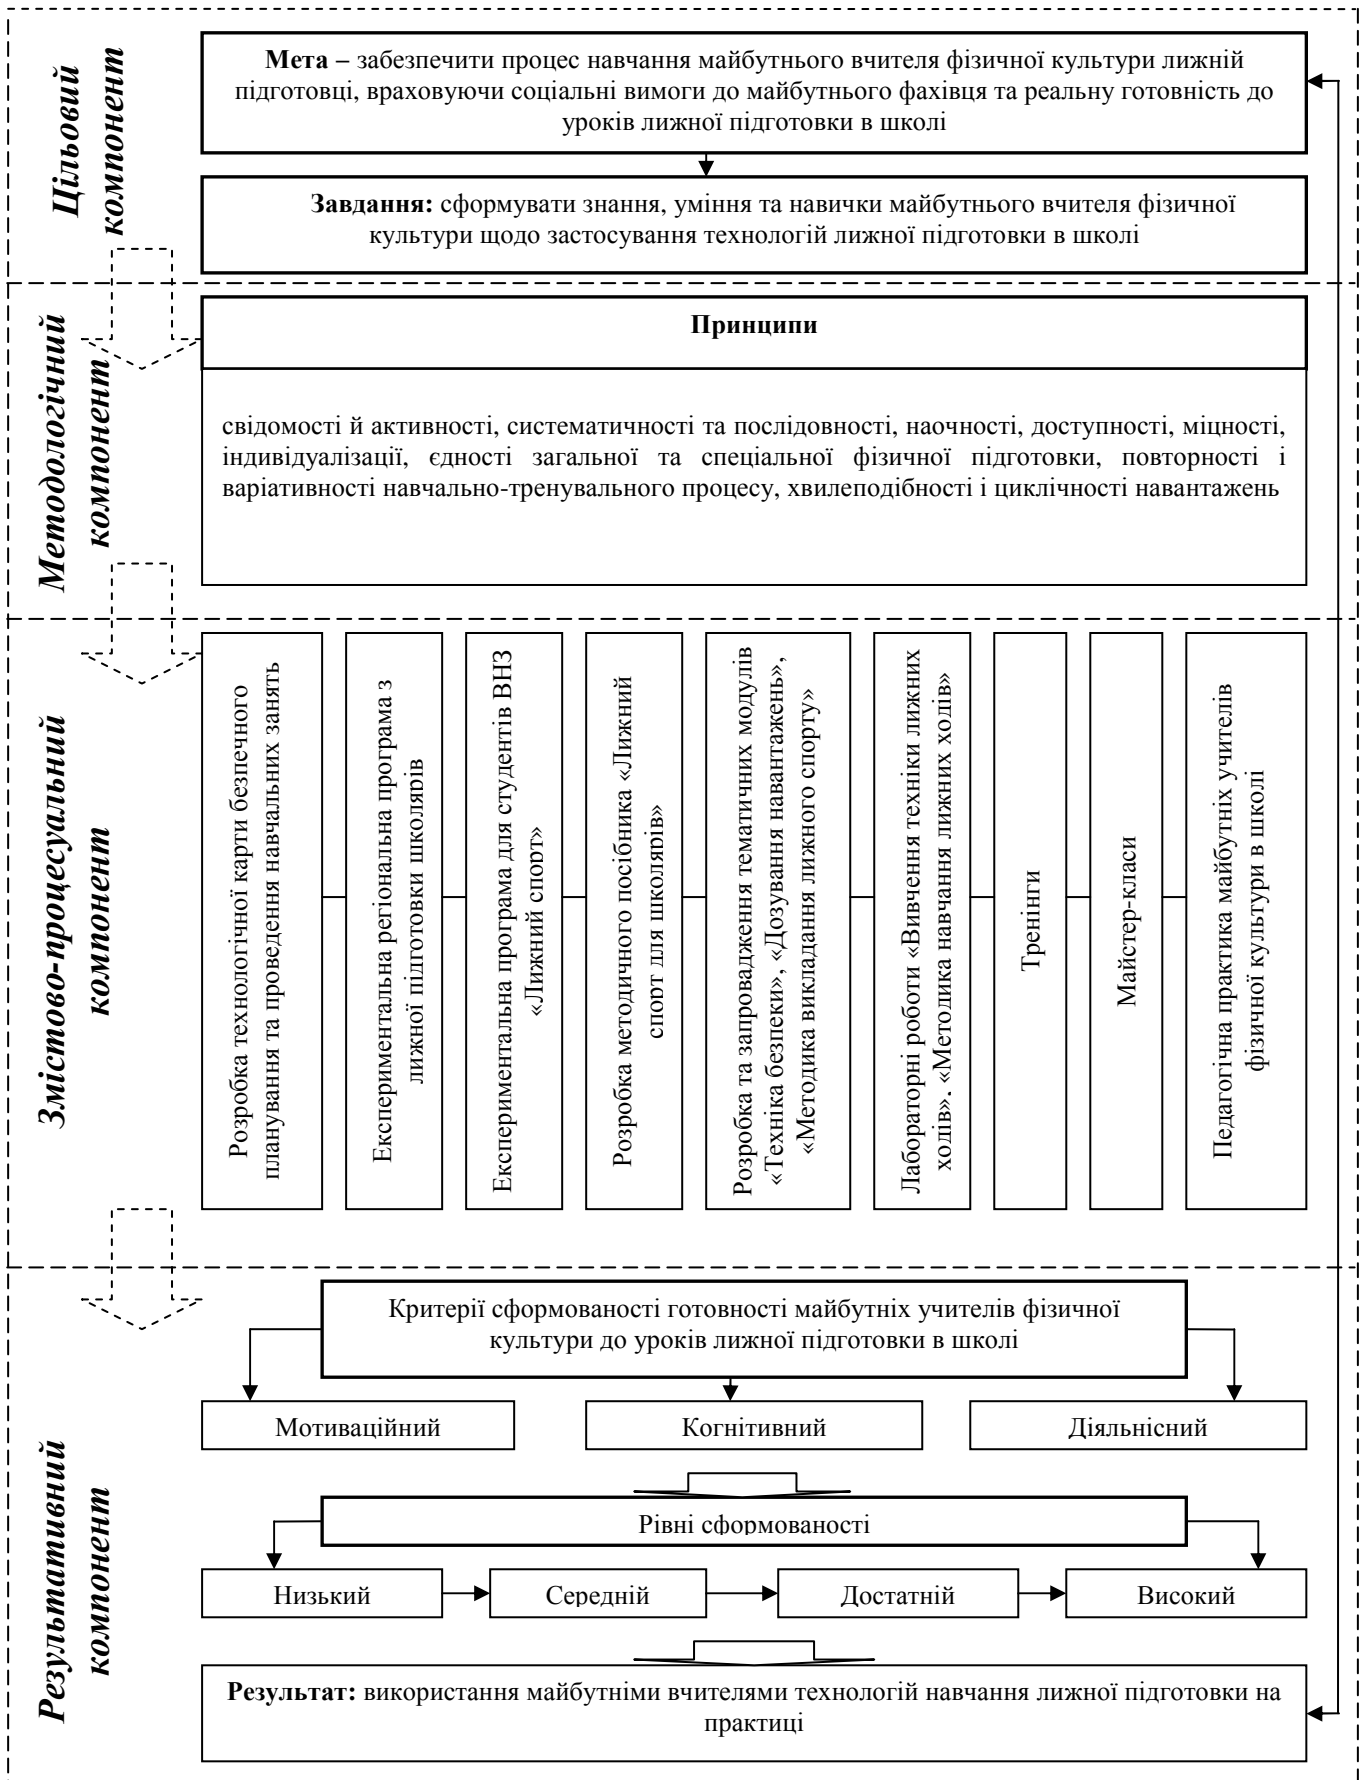 Цільовий
компонент
Мета – забезпечити процес навчання майбутнього вчителя фізичної культури лижній
підготовці, враховуючи соціальні вимоги до майбутнього фахівця та реальну готовність до
уроків лижної підготовки в школі
Завдання: сформувати знання, уміння та навички майбутнього вчителя фізичної
культури щодо застосування технологій лижної підготовки в школі
Методологічний
компонент
Принципи
свідомості й активності, систематичності та послідовності, наочності, доступності, міцності,
індивідуалізації, єдності загальної та спеціальної фізичної підготовки, повторності і
варіативності навчально-тренувального процесу, хвилеподібності і циклічності навантажень
Змістово-процесуальний
компонент
Розробка технологічної карти безпечного
планування та проведення навчальних занять
Експериментальна регіональна програма з
лижної підготовки школярів
Експериментальна програма для студентів ВНЗ
«Лижний спорт»
Розробка методичного посібника «Лижний
спорт для школярів»
Розробка та запровадження тематичних модулів
«Техніка безпеки», «Дозування навантажень»,
«Методика викладання лижного спорту»
Лабораторні роботи «Вивчення техніки лижних
ходів». «Методика навчання лижних ходів»
Тренінги
Майстер-класи
Педагогічна практика майбутніх учителів
фізичної культури в школі
Результативний
компонент
Критерії сформованості готовності майбутніх учителів фізичної
культури до уроків лижної підготовки в школі
Мотиваційний
Когнітивний
Діяльнісний
Рівні сформованості
Низький
Середній
Достатній
Високий
Результат: використання майбутніми вчителями технологій навчання лижної підготовки на
практиці